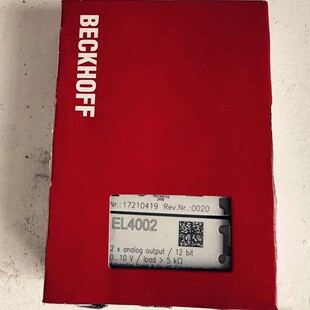 BECKHOFF
Nr.:17210419 Rev.Nr.:0020
EL4002
2 x analog output / 12 bit
0...10 V / load > 5 kΩ